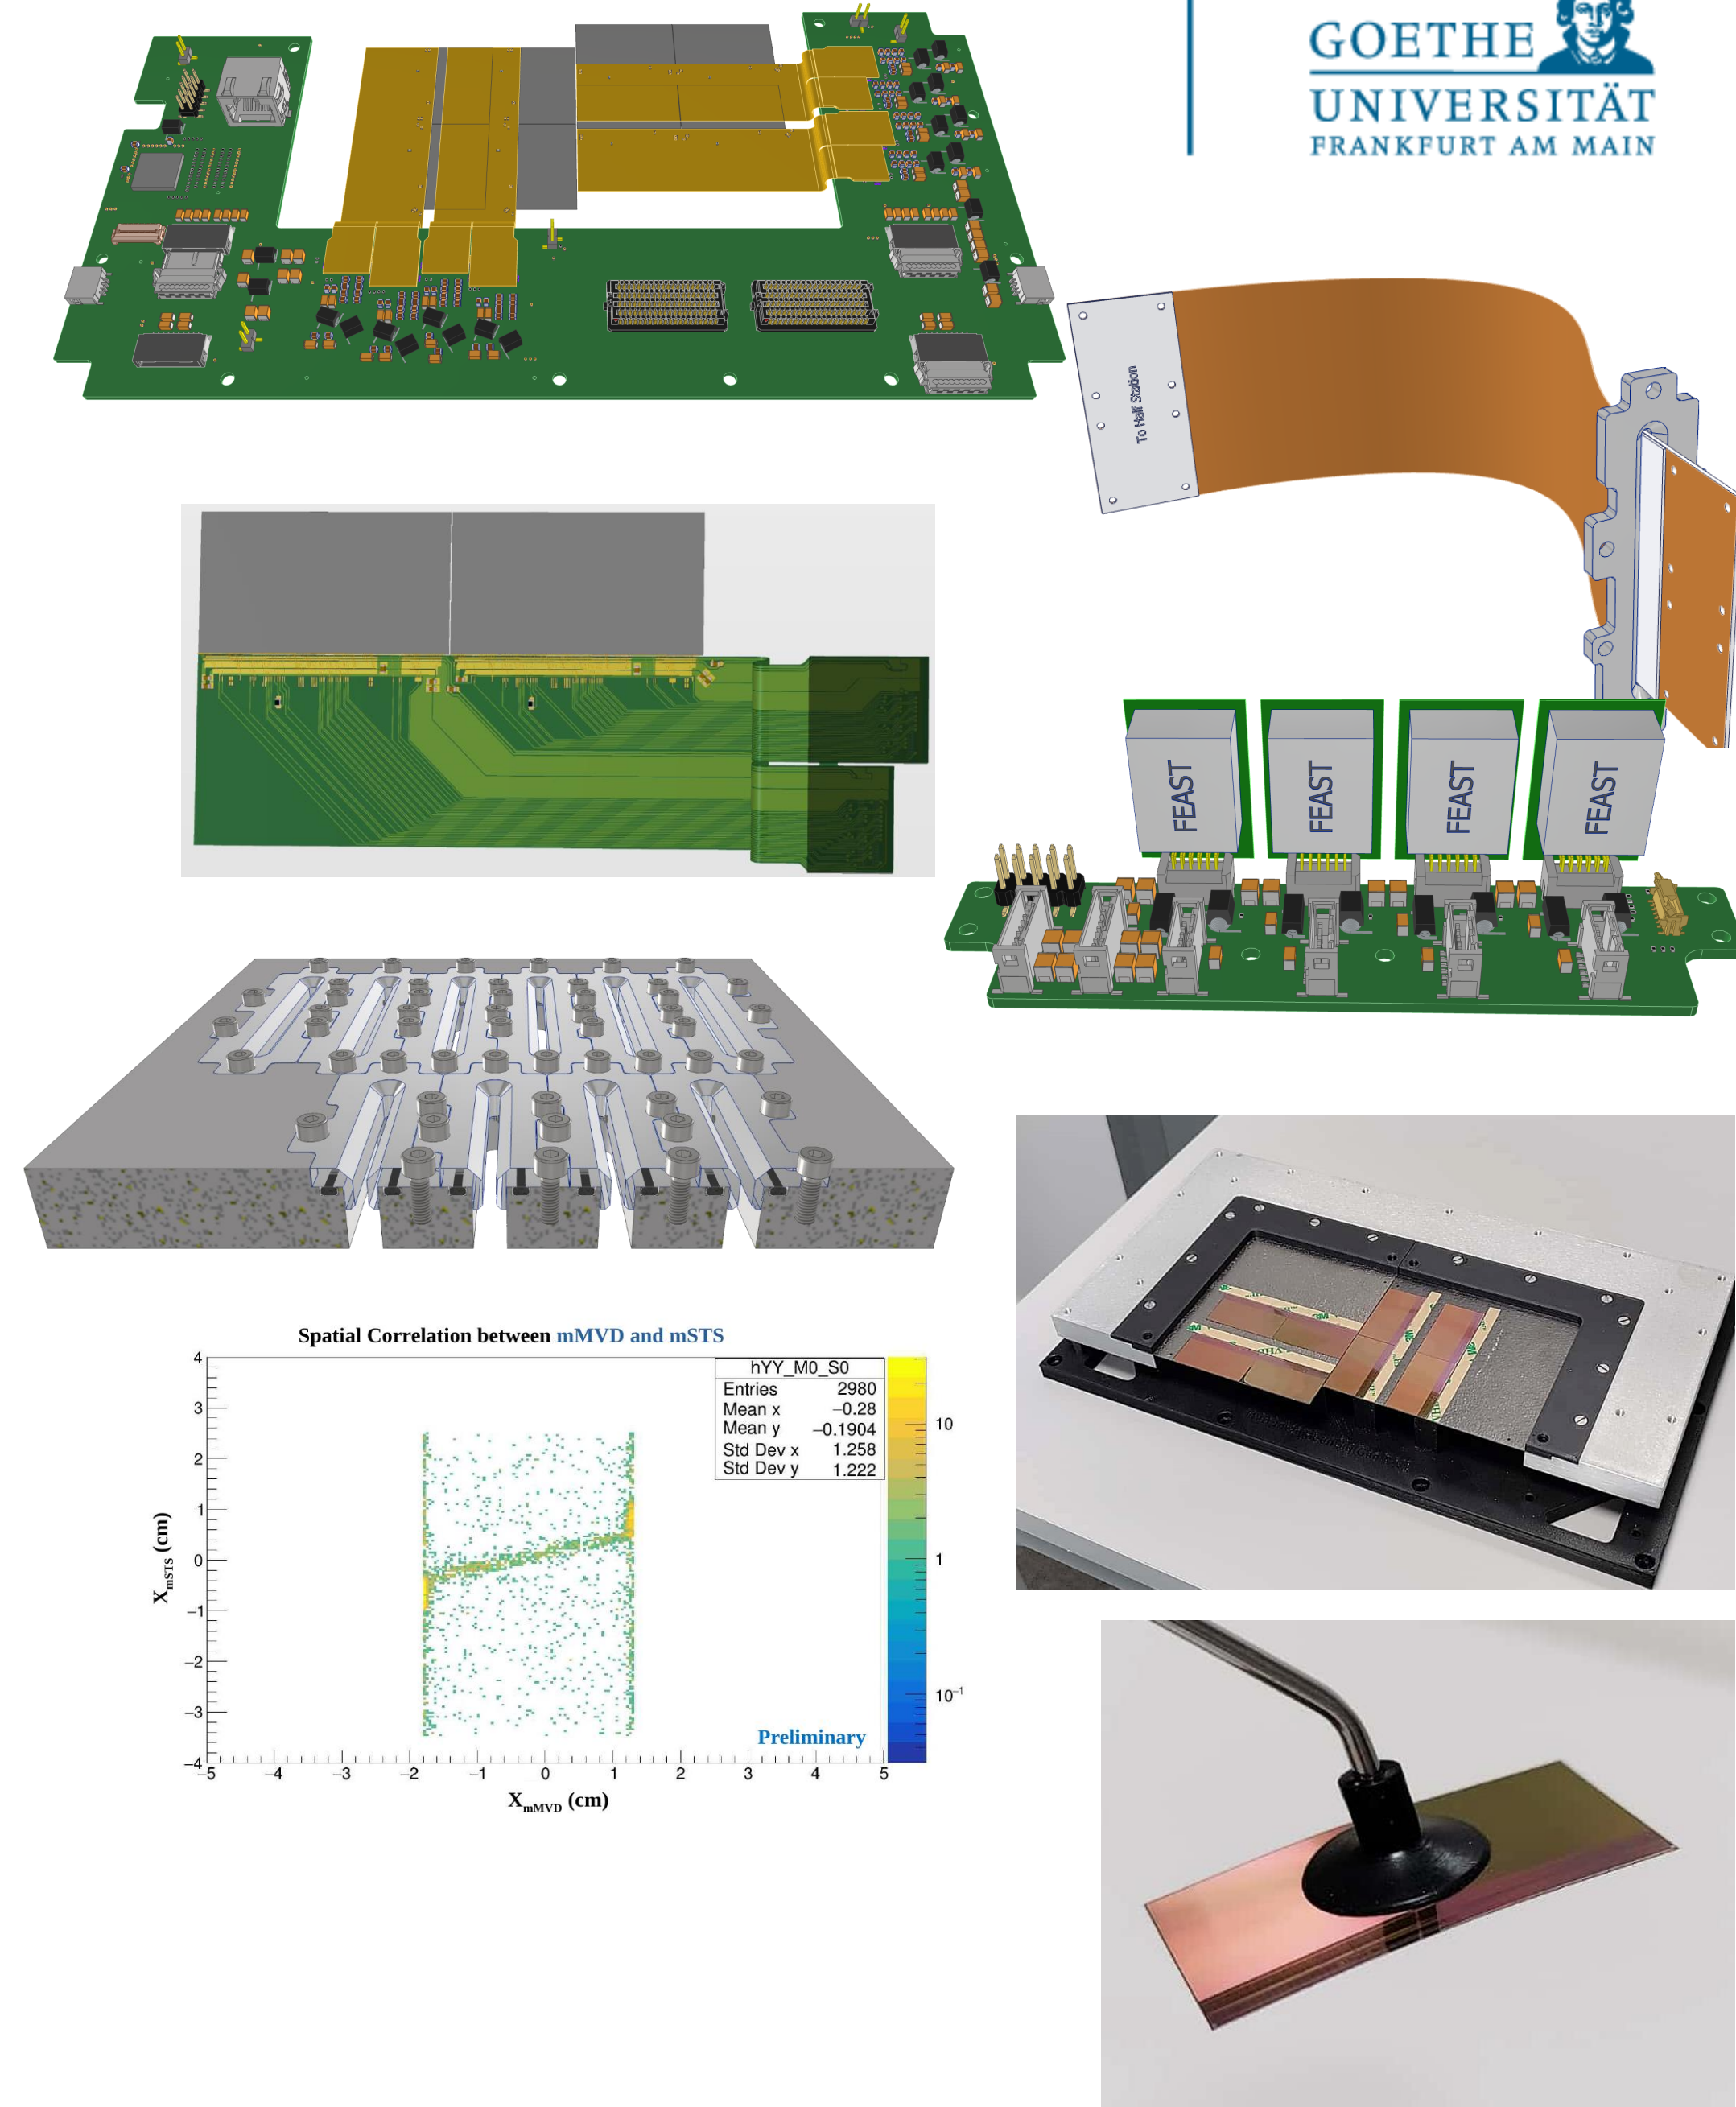 GOETHE
UNIVERSITÄT
FRANKFURT AM MAIN
To Half Station
FEAST
FEAST
FEAST
FEAST
Spatial Correlation between mMVD and mSTS
hYY_M0_S0
Entries 2980
Mean x −0.28
Mean y −0.1904
Std Dev x 1.258
Std Dev y 1.222
4
3
2
1
0
−1
−2
−3
−4
XmSTS (cm)
−5 −4 −3 −2 −1 0 1 2 3 4 5
XmMVD (cm)
10
1
10−1
Preliminary